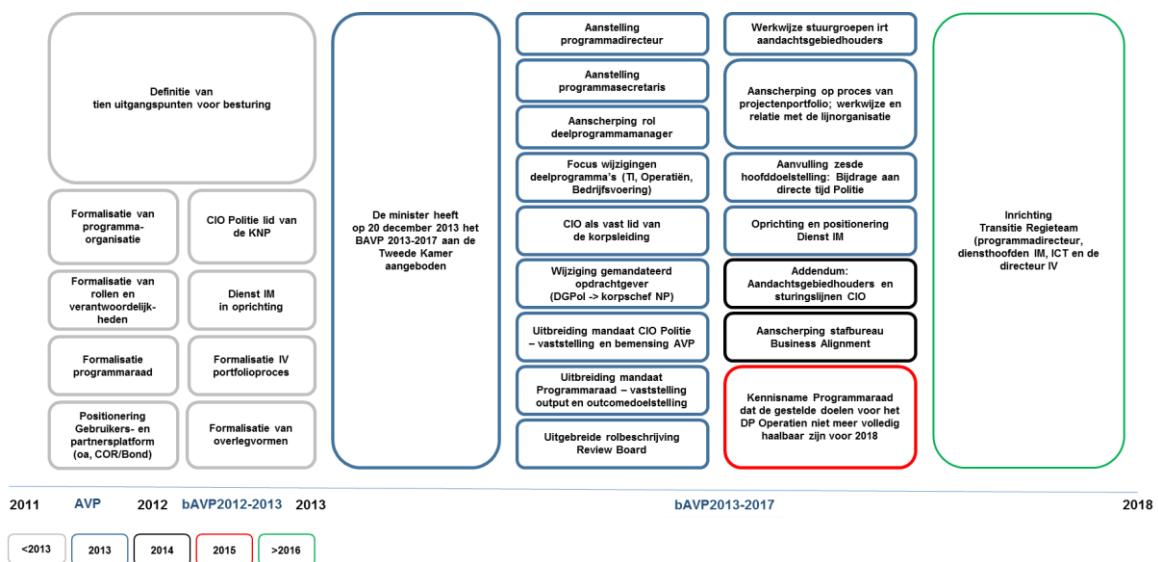 Definitie van
tien uitgangspunten voor besturing
Formalisatie van
programma-
organisatie
CIO Politie lid van
de KNP
Formalisatie van
rollen en
verantwoordelijk-
heden
Dienst IM
in oprichting
Formalisatie
programmaraad
Formalisatie IV
portfolioproces
Positionering
Gebruikers- en
partnersplatform
(oa, COR/Bond)
Formalisatie van
overlegvormen
De minister heeft
op 20 december 2013 het
BAVP 2013-2017 aan de
Tweede Kamer
aangeboden
Aanstelling
programmadirecteur
Aanstelling
programmasecretaris
Aanscherping rol
deelprogrammamanager
Focus wijzigingen
deelprogramma's (TI, Operatiën,
Bedrijfsvoering)
CIO als vast lid van
de korpsleiding
Wijziging gemandateerd
opdrachtgever
(DGPol -> korpschef NP)
Uitbreiding mandaat CIO Politie
– vaststelling en bemensing AVP
Uitbreiding mandaat
Programmaraad – vaststelling
output en outcomedoelstelling
Uitgebreide rolbeschrijving
Review Board
Werkwijze stuurgroepen irt
aandachtsgebiedhouders
Aanscherping op proces van
projectenportfolio; werkwijze en
relatie met de lijnorganisatie
Aanvulling zesde
hoofddoelstelling: Bijdrage aan
directe tijd Politie
Oprichting en positionering
Dienst IM
Addendum:
Aandachtsgebiedhouders en
sturingslijnen CIO
Aanscherping stafbureau
Business Alignment
Kennisname Programmaraad
dat de gestelde doelen voor het
DP Operatien niet meer volledig
haalbaar zijn voor 2018
Inrichting
Transitie Regieteam
(programmadirecteur,
diensthoofden IM, ICT en de
directeur IV
2011 AVP 2012 bAVP2012-2013 2013 bAVP2013-2017 2018
<2013 2013 2014 2015 >2016